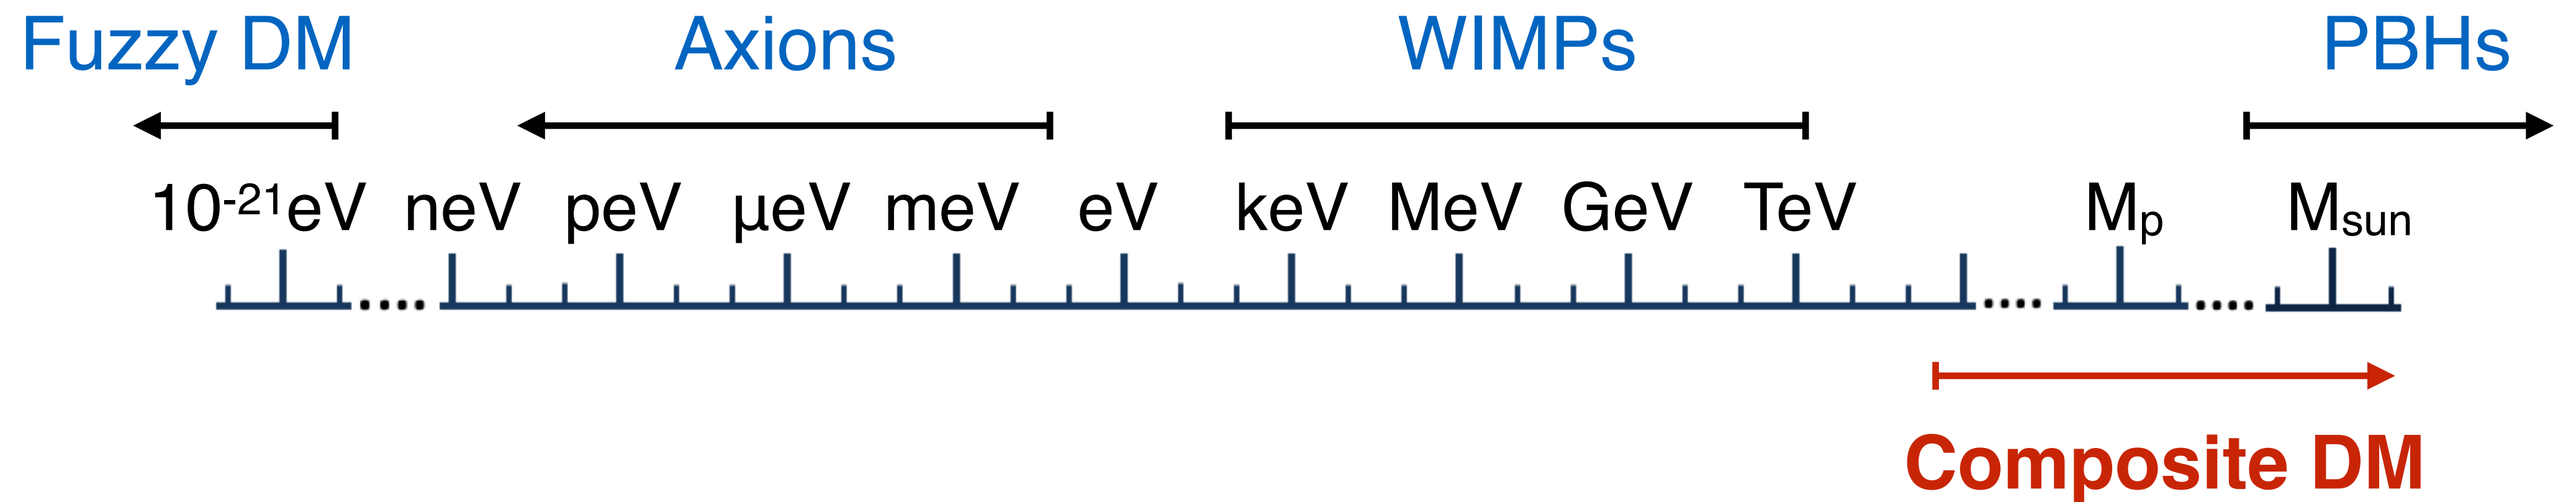 Fuzzy DM Axions WIMPs PBHs
10⁻²¹eV neV peV μeV meV eV keV MeV GeV TeV Mₚ Msun
Composite DM